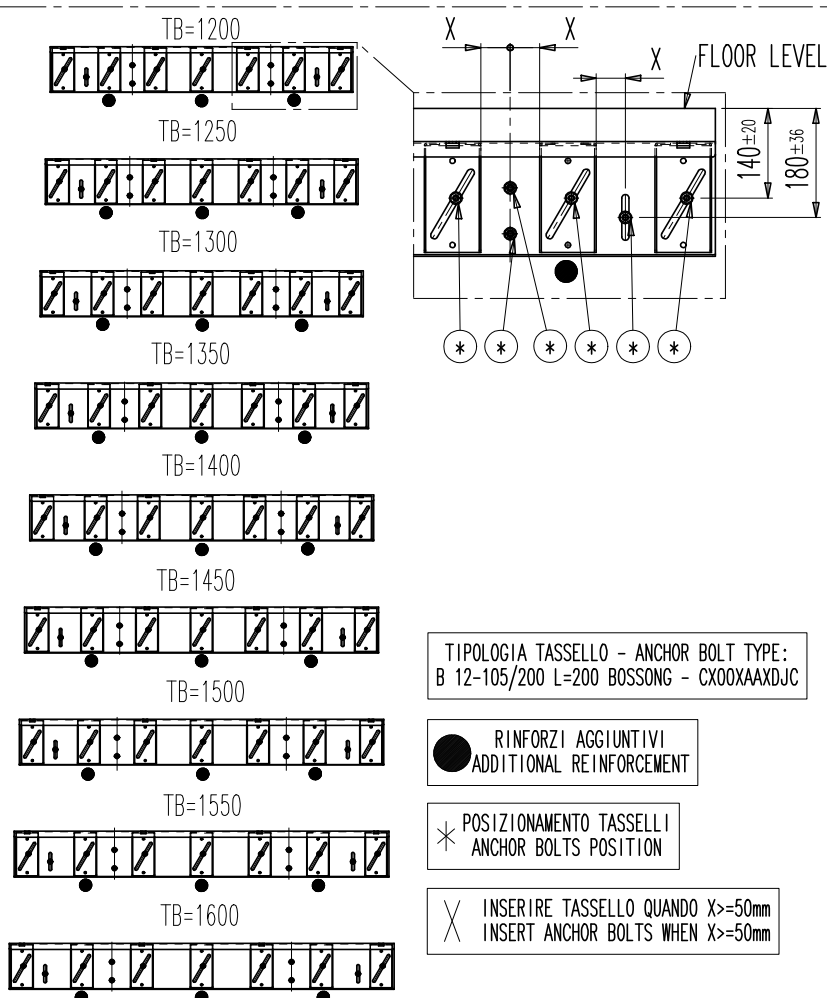 TB=1200
X
X
X
FLOOR LEVEL
140±20
180±36
TB=1250
TB=1300
* * * * * *
TB=1350
TB=1400
TB=1450
TB=1500
TB=1550
TB=1600
TIPOLOGIA TASSELLO - ANCHOR BOLT TYPE:
B 12-105/200 L=200 BOSSONG - CX00XAAXDJC
RINFORZI AGGIUNTIVI
ADDITIONAL REINFORCEMENT
* POSIZIONAMENTO TASSELLI
ANCHOR BOLTS POSITION
X INSERIRE TASSELLO QUANDO X>=50mm
INSERT ANCHOR BOLTS WHEN X>=50mm